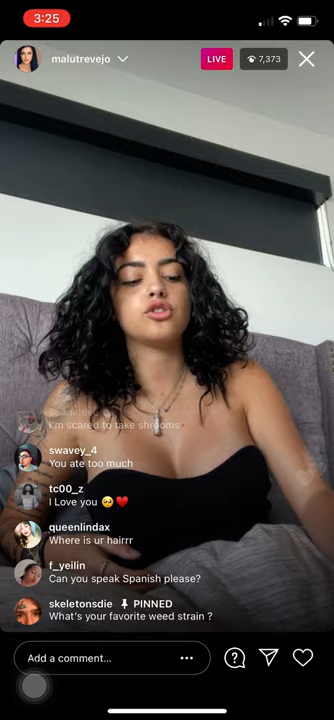 3:25
malutrevejo
LIVE
7,373
I'm scared to take shrooms
swavey_4
You ate too much
tc00_z
I Love you 🥺❤️
queenlindax
Where is ur hairrr
f_yeilin
Can you speak Spanish please?
skeletonsdie PINNED
What's your favorite weed strain ?
Add a comment...